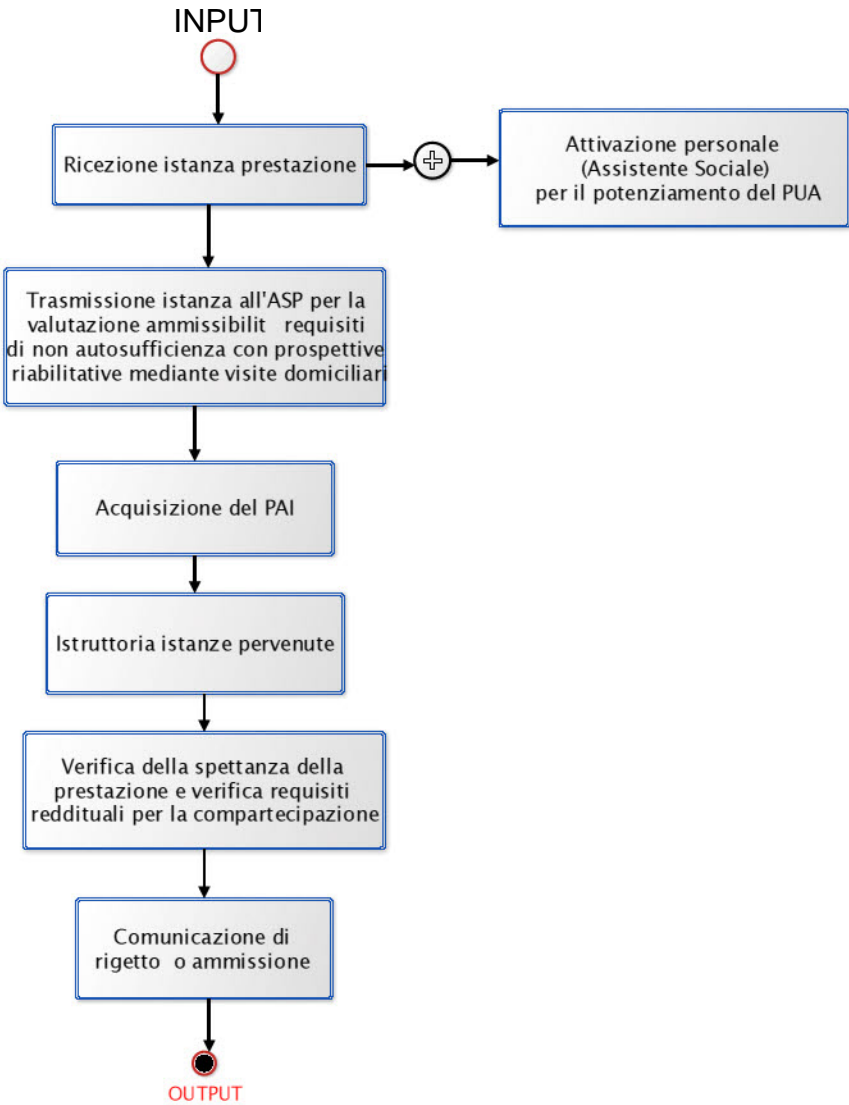 INPUT
Ricezione istanza prestazione
Attivazione personale
(Assistente Sociale)
per il potenziamento del PUA
Trasmissione istanza all'ASP per la
valutazione ammissibilit requisiti
di non autosufficienza con prospettive
riabilitative mediante visite domiciliari
Acquisizione del PAI
Istruttoria istanze pervenute
Verifica della spettanza della
prestazione e verifica requisiti
reddituali per la compartecipazione
Comunicazione di
rigetto o ammissione
OUTPUT